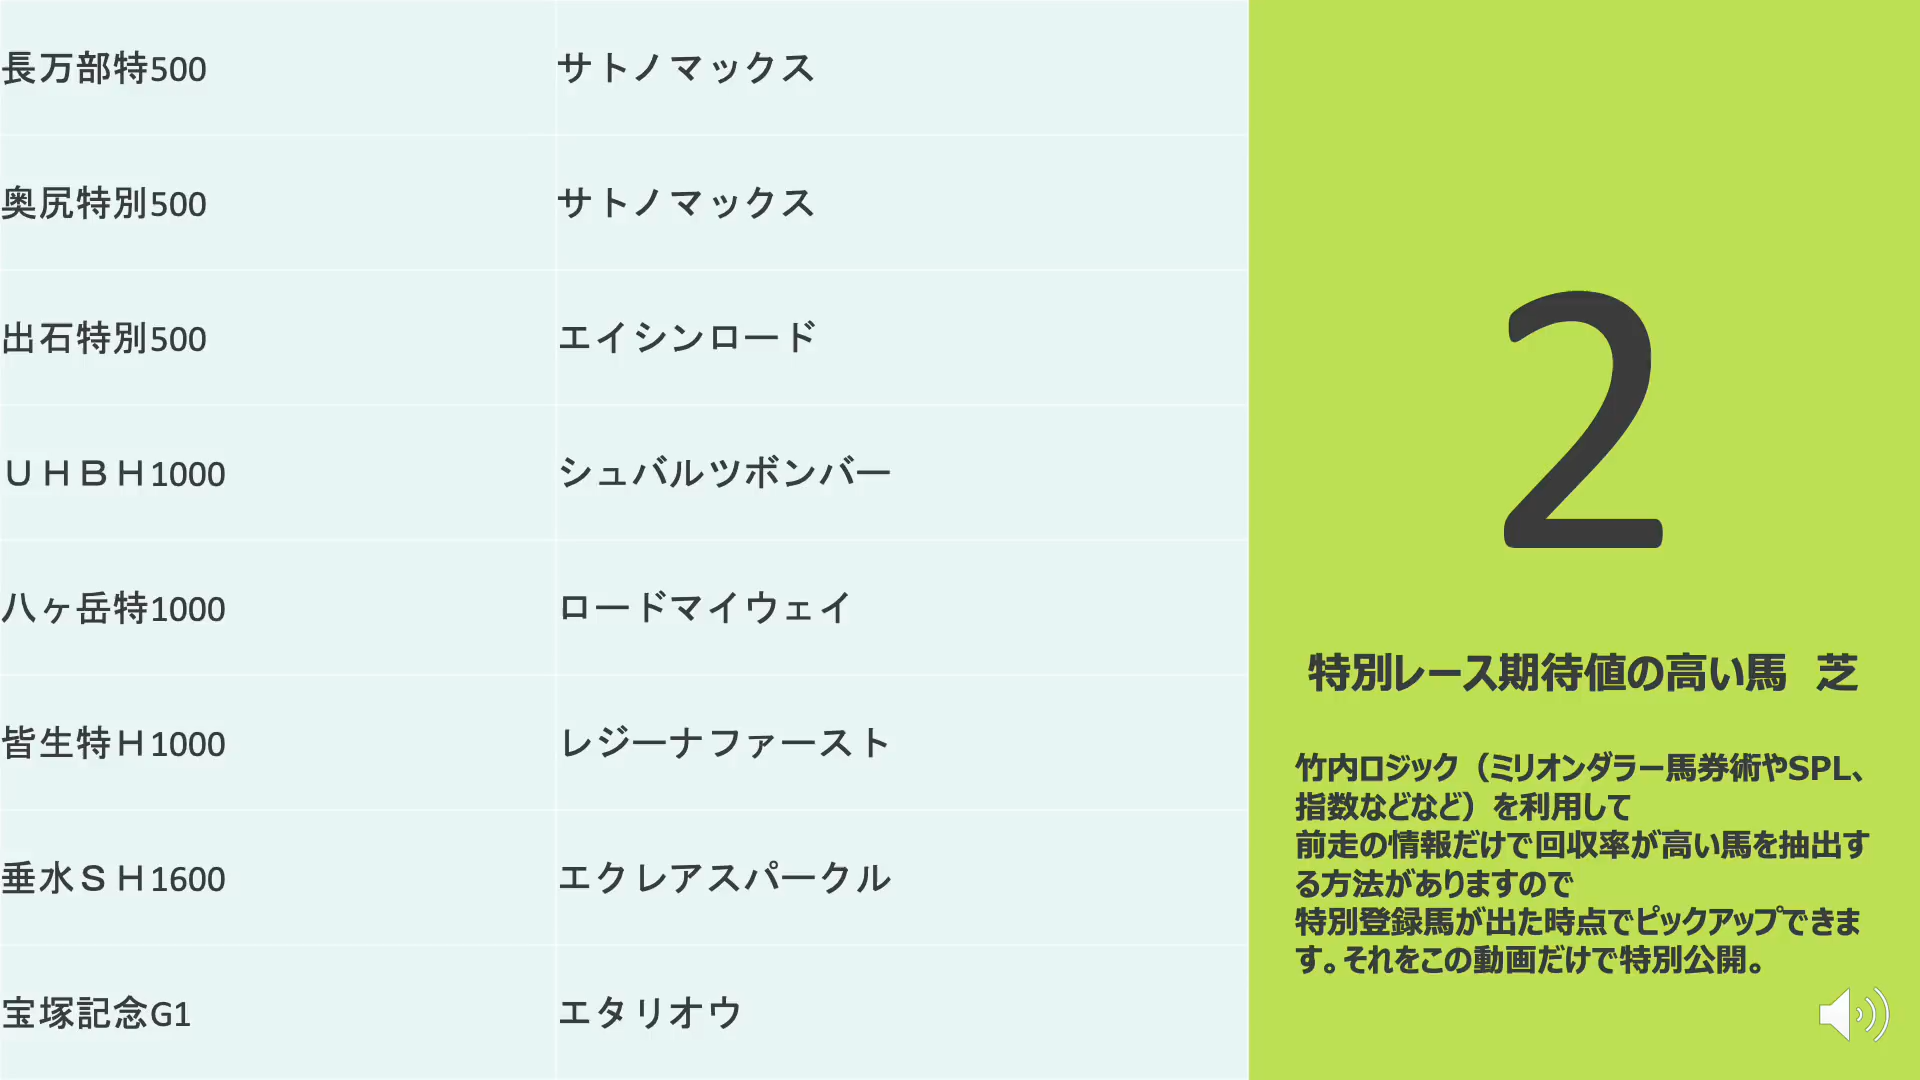 長万部特500 サトノマックス
奥尻特別500 サトノマックス
出石特別500 エイシンロード
ＵＨＢＨ1000 シュバルツボンバー
八ヶ岳特1000 ロードマイウェイ
皆生特Ｈ1000 レジーナファースト
垂水ＳＨ1600 エクレアスパークル
宝塚記念G1 エタリオウ
2
特別レース期待値の高い馬　芝
竹内ロジック（ミリオンダラー馬券術やSPL、
指数などなど）を利用して
前走の情報だけで回収率が高い馬を抽出す
る方法がありますので
特別登録馬が出た時点でピックアップできま
す。それをこの動画だけで特別公開。